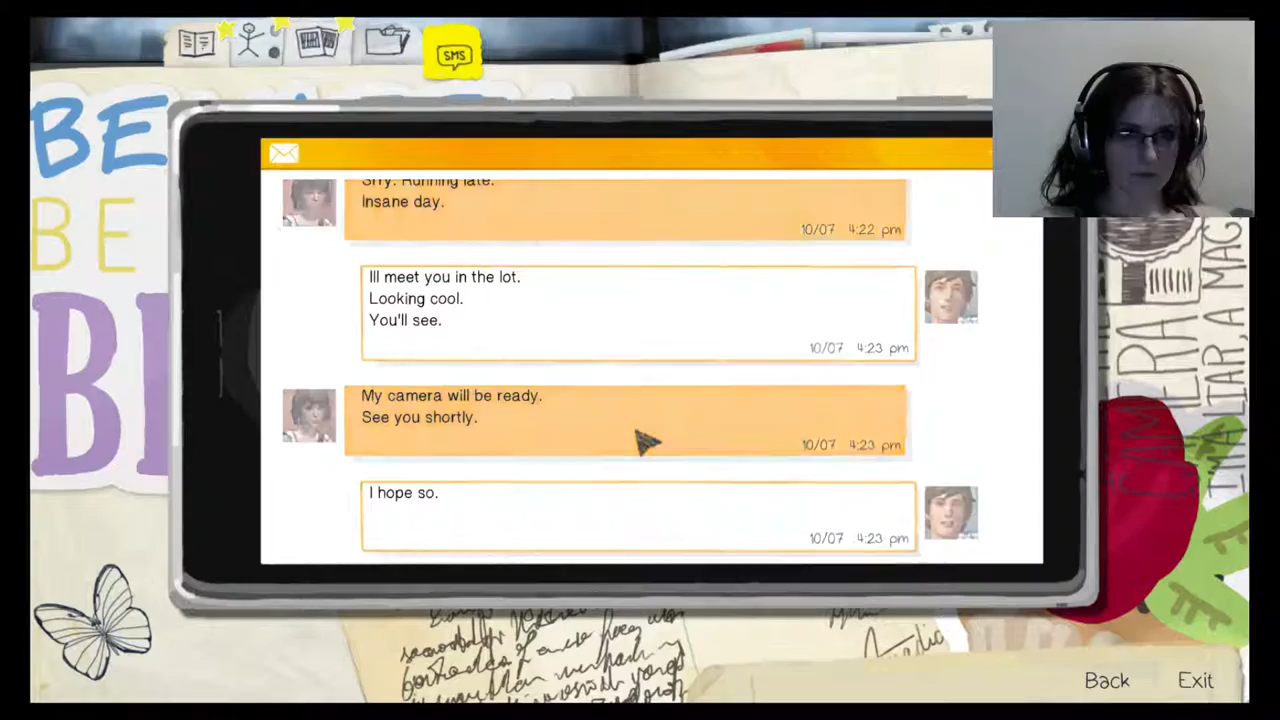 SMS
BE
BE
Srry. Running late.
Insane day.
10/07 4:22 pm
Ill meet you in the lot.
Looking cool.
You'll see.
10/07 4:23 pm
My camera will be ready.
See you shortly.
10/07 4:23 pm
I hope so.
10/07 4:23 pm
Back Exit